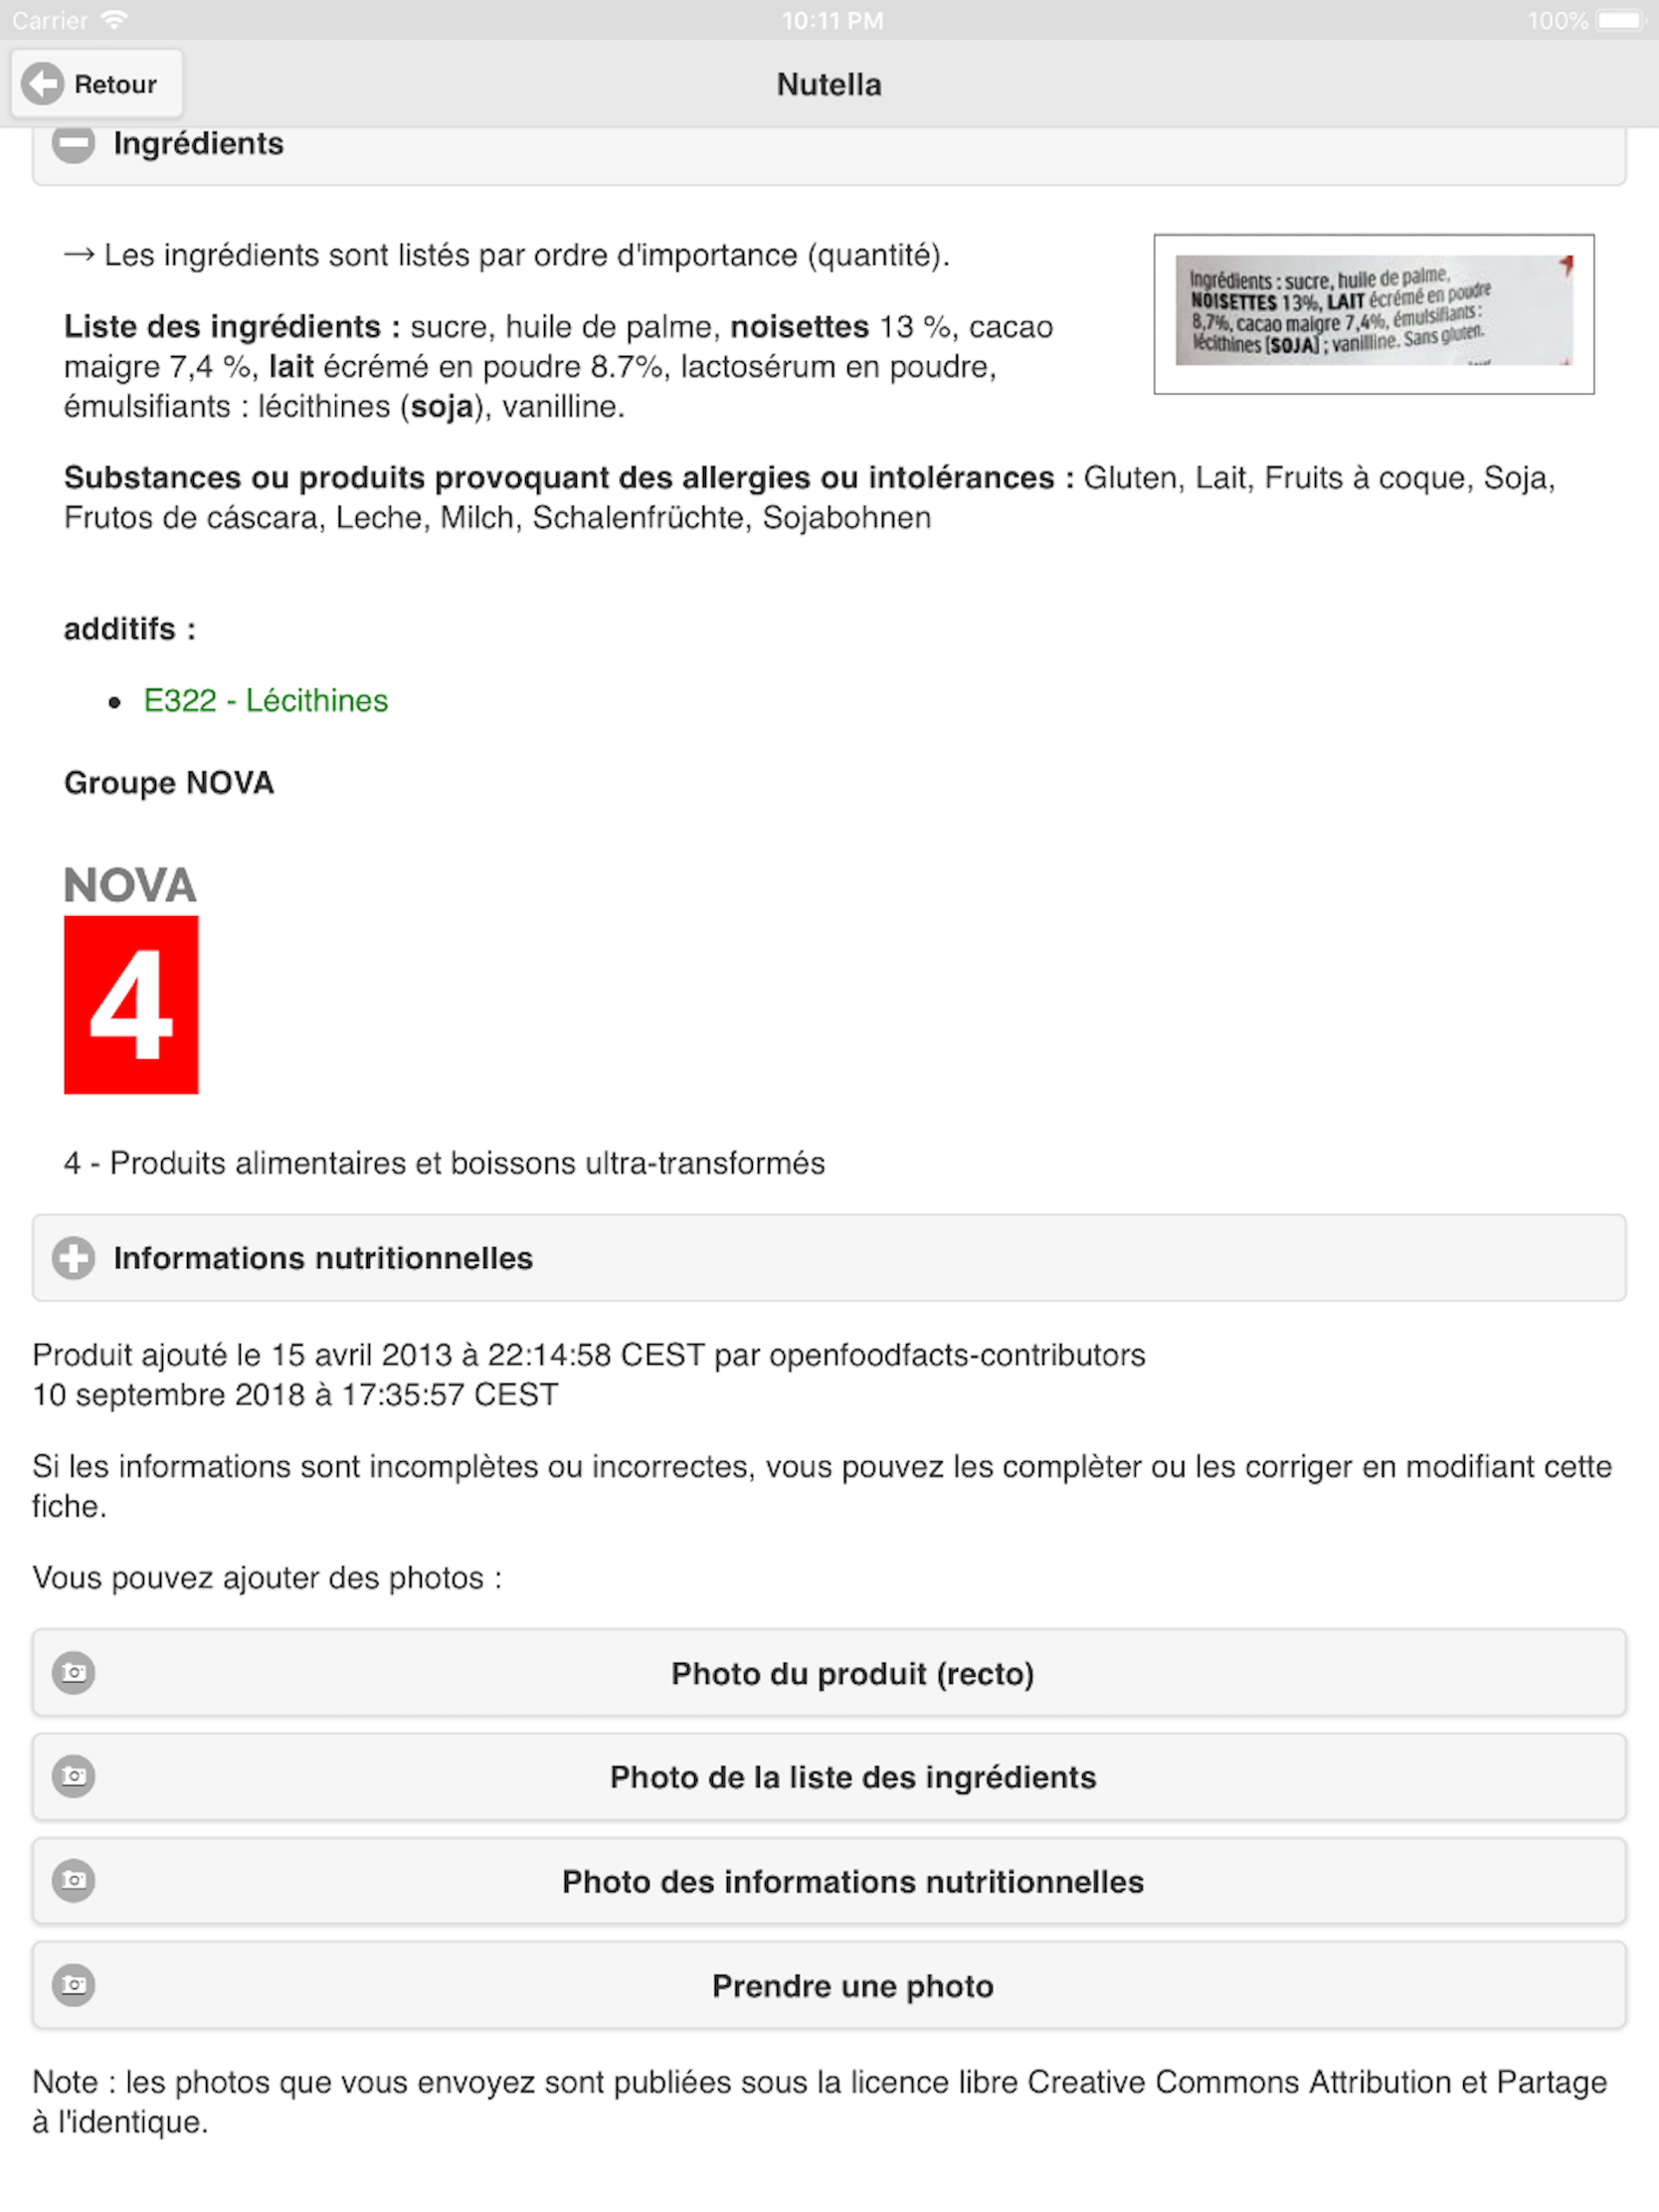 Carrier 10:11 PM 100%
Retour Nutella
Ingrédients
→ Les ingrédients sont listés par ordre d'importance (quantité).
Liste des ingrédients : sucre, huile de palme, noisettes 13 %, cacao
maigre 7,4 %, lait écrémé en poudre 8.7%, lactosérum en poudre,
émulsifiants : lécithines (soja), vanilline.
Ingrédients : sucre, huile de palme,
NOISETTES 13%, LAIT écrémé en poudre
8,7%, cacao maigre 7,4%, émulsifiants :
lécithines [SOJA] ; vanilline. Sans gluten.
Substances ou produits provoquant des allergies ou intolérances : Gluten, Lait, Fruits à coque, Soja,
Frutos de cáscara, Leche, Milch, Schalenfrüchte, Sojabohnen
additifs :
• E322 - Lécithines
Groupe NOVA
NOVA
4
4 - Produits alimentaires et boissons ultra-transformés
Informations nutritionnelles
Produit ajouté le 15 avril 2013 à 22:14:58 CEST par openfoodfacts-contributors
10 septembre 2018 à 17:35:57 CEST
Si les informations sont incomplètes ou incorrectes, vous pouvez les complèter ou les corriger en modifiant cette
fiche.
Vous pouvez ajouter des photos :
Photo du produit (recto)
Photo de la liste des ingrédients
Photo des informations nutritionnelles
Prendre une photo
Note : les photos que vous envoyez sont publiées sous la licence libre Creative Commons Attribution et Partage
à l'identique.